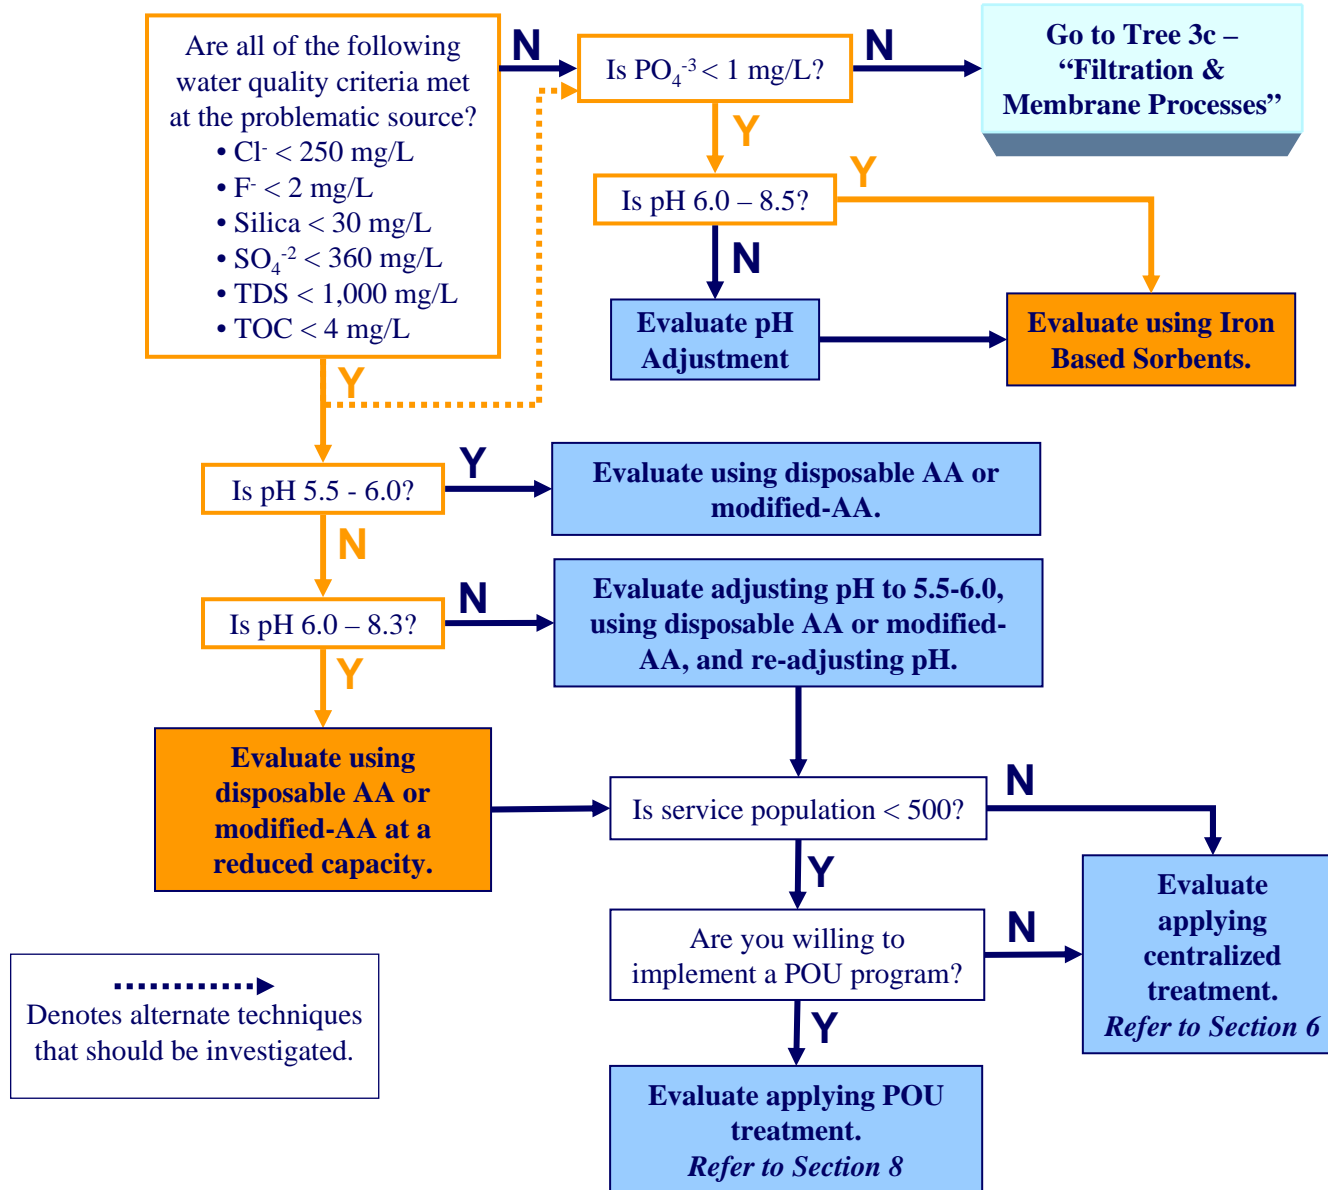 Are all of the following
water quality criteria met
at the problematic source?
• Cl- < 250 mg/L
• F- < 2 mg/L
• Silica < 30 mg/L
• SO4-2 < 360 mg/L
• TDS < 1,000 mg/L
• TOC < 4 mg/L
N
Is PO4-3 < 1 mg/L?
N
Go to Tree 3c –
“Filtration &
Membrane Processes”
Y
Is pH 6.0 – 8.5?
Y
N
Evaluate pH
Adjustment
Evaluate using Iron
Based Sorbents.
Y
Is pH 5.5 - 6.0?
Y
Evaluate using disposable AA or
modified-AA.
N
Is pH 6.0 – 8.3?
N
Evaluate adjusting pH to 5.5-6.0,
using disposable AA or modified-
AA, and re-adjusting pH.
Y
Evaluate using
disposable AA or
modified-AA at a
reduced capacity.
Is service population < 500?
N
Y
Are you willing to
implement a POU program?
N
Evaluate
applying
centralized
treatment.
Refer to Section 6
Y
Evaluate applying POU
treatment.
Refer to Section 8
Denotes alternate techniques
that should be investigated.